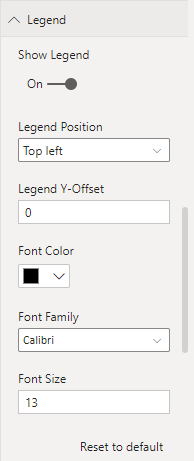 Legend
Show Legend
On
Legend Position
Top left
Legend Y-Offset
0
Font Color
Font Family
Calibri
Font Size
13
Reset to default